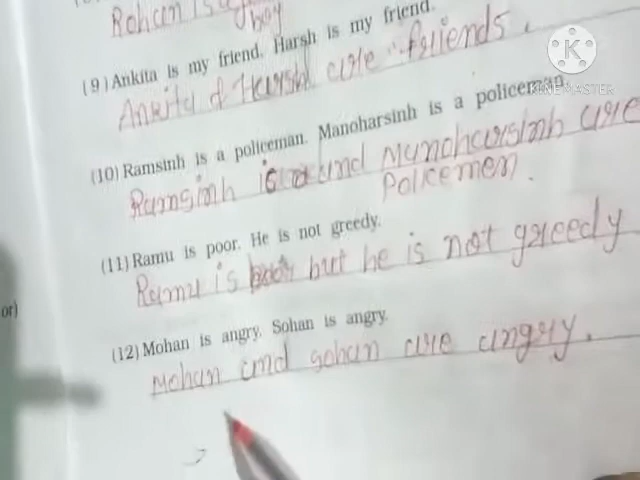 Rohan is a
boy
(9) Ankita is my friend. Harsh is my friend.
Ankita & Harsh are friends.
(10) Ramsinh is a policeman. Manoharsinh is a policeman.
Ramsinh and Manoharsinh are
Policemen.
(11) Ramu is poor. He is not greedy.
Ramu is poor but he is not greedy
or)
(12) Mohan is angry. Sohan is angry.
Mohan and Sohan are angry.
K
KINEMASTER